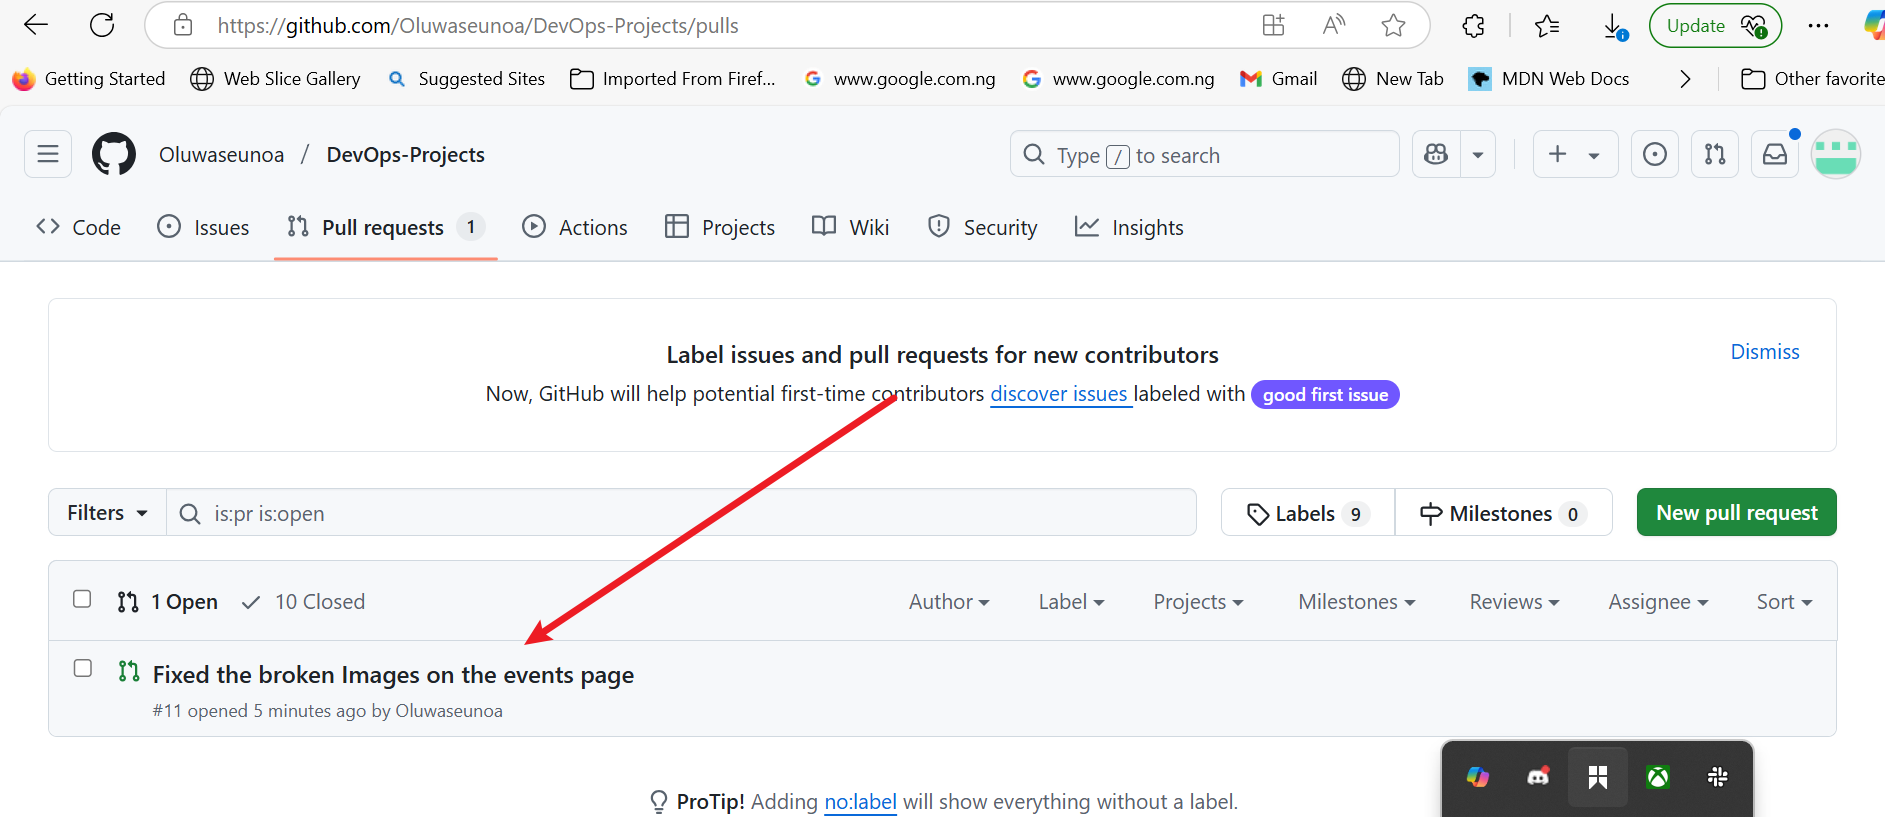 https://github.com/Oluwaseunoa/DevOps-Projects/pulls
Update
Getting Started
Web Slice Gallery
Suggested Sites
Imported From Firef...
www.google.com.ng
www.google.com.ng
Gmail
New Tab
MDN Web Docs
Other favorite
Oluwaseunoa / DevOps-Projects
Type / to search
Code
Issues
Pull requests 1
Actions
Projects
Wiki
Security
Insights
Label issues and pull requests for new contributors
Dismiss
Now, GitHub will help potential first-time contributors discover issues labeled with good first issue
Filters
is:pr is:open
Labels 9
Milestones 0
New pull request
1 Open
10 Closed
Author
Label
Projects
Milestones
Reviews
Assignee
Sort
Fixed the broken Images on the events page
#11 opened 5 minutes ago by Oluwaseunoa
ProTip! Adding no:label will show everything without a label.